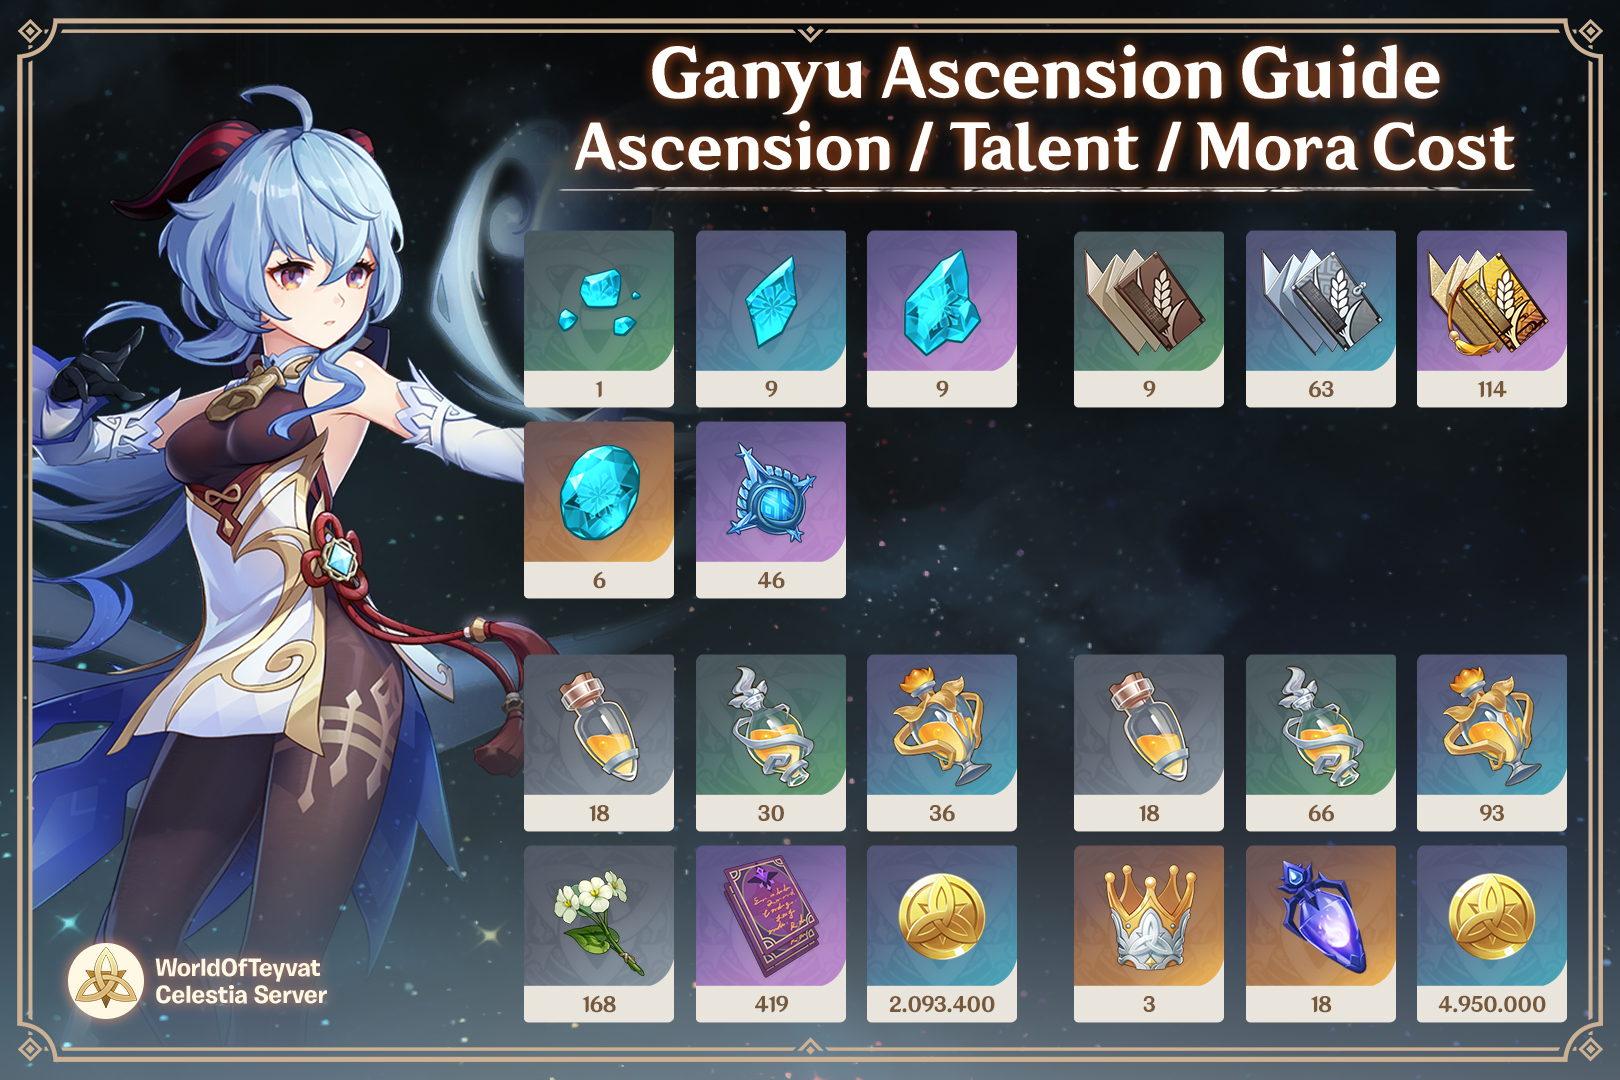 Ganyu Ascension Guide
Ascension / Talent / Mora Cost
1 9 9 9 63 114
6 46
18 30 36 18 66 93
168 419 2.093.400 3 18 4.950.000
WorldOfTeyvat
Celestia Server